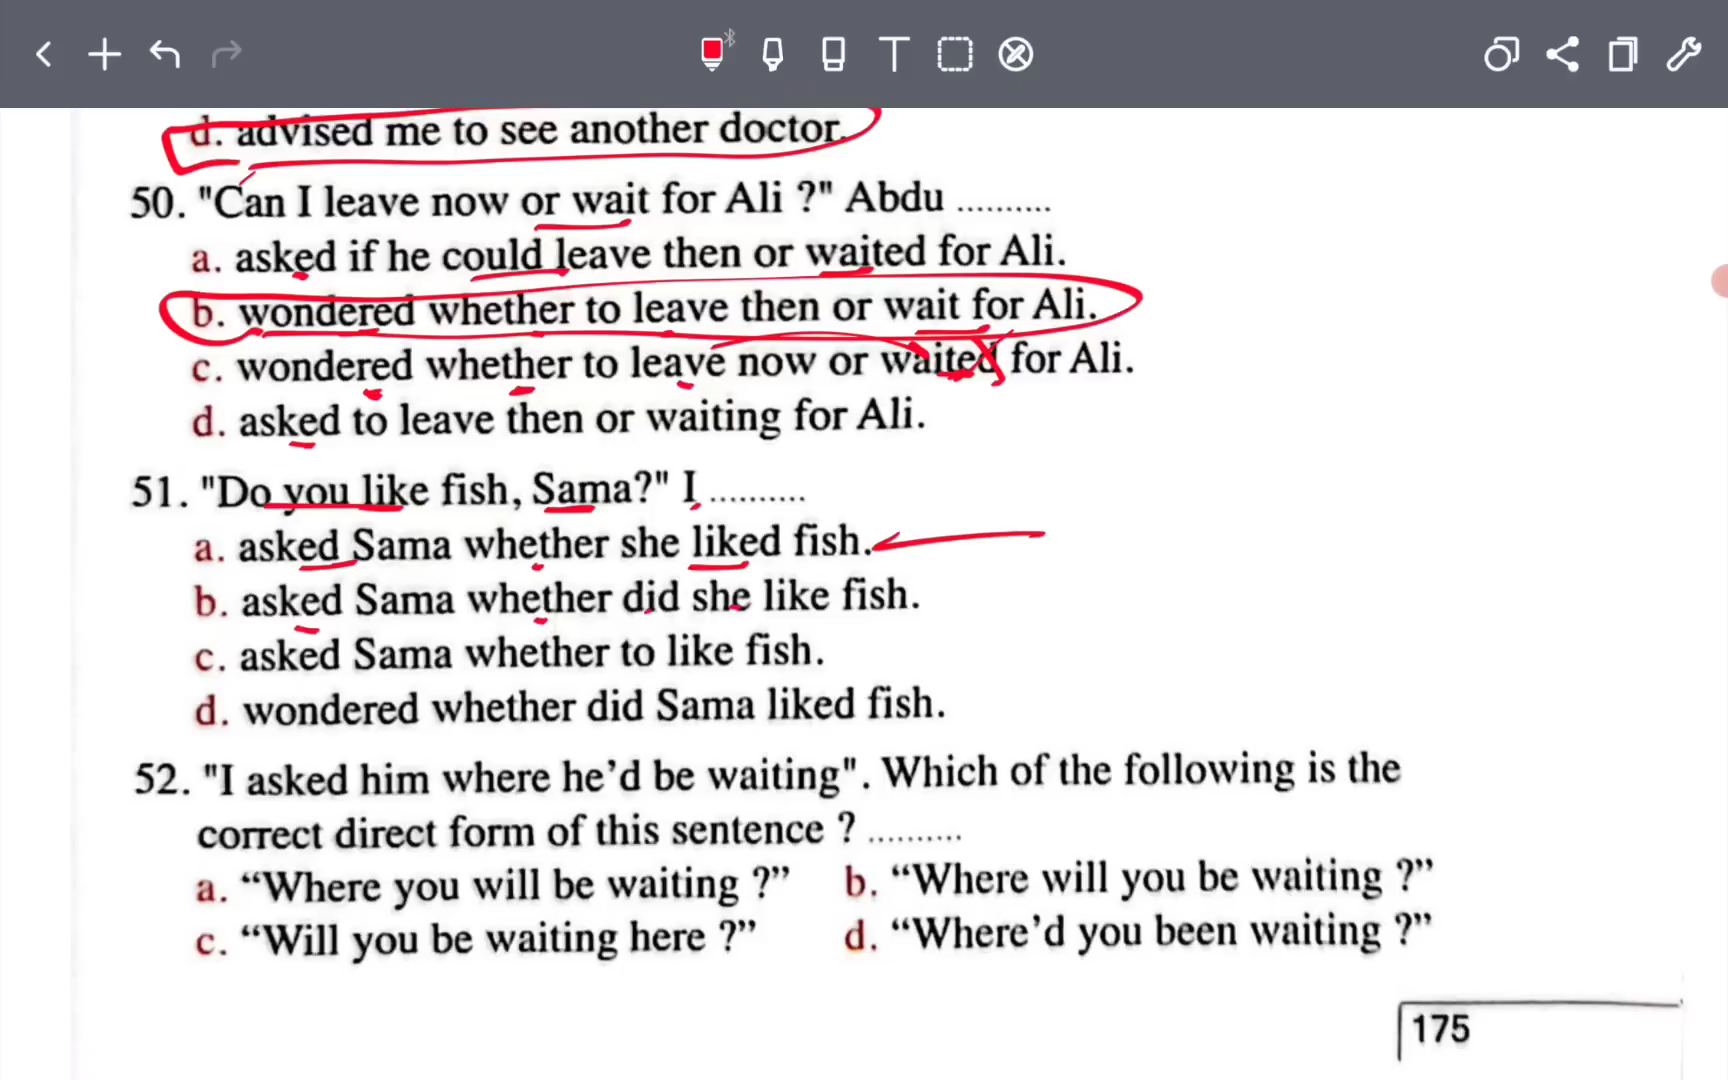 d. advised me to see another doctor.
50. "Can I leave now or wait for Ali ?" Abdu ..........
a. asked if he could leave then or waited for Ali.
b. wondered whether to leave then or wait for Ali.
c. wondered whether to leave now or waited for Ali.
d. asked to leave then or waiting for Ali.
51. "Do you like fish, Sama?" I ..........
a. asked Sama whether she liked fish.
b. asked Sama whether did she like fish.
c. asked Sama whether to like fish.
d. wondered whether did Sama liked fish.
52. "I asked him where he’d be waiting". Which of the following is the
correct direct form of this sentence ? ..........
a. “Where you will be waiting ?” b. “Where will you be waiting ?”
c. “Will you be waiting here ?” d. “Where’d you been waiting ?”
175